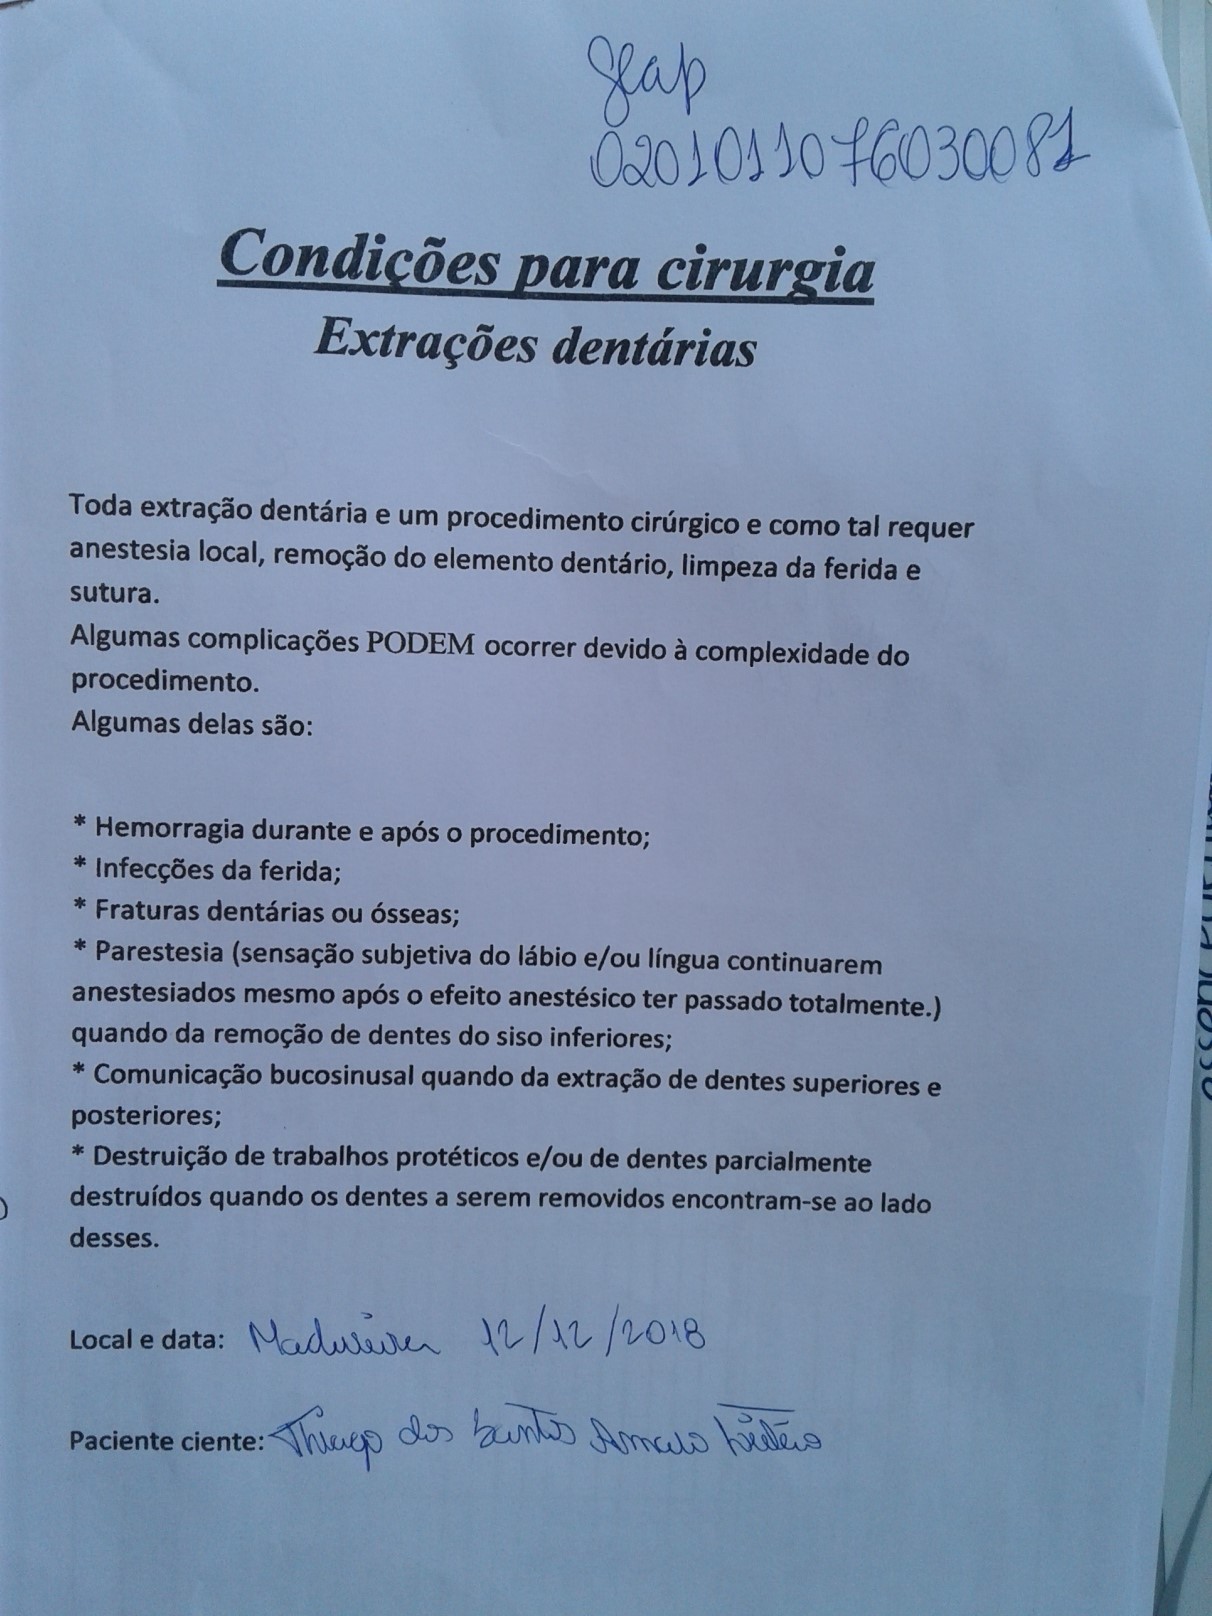 Geap
0201011076030081
Condições para cirurgia
Extrações dentárias
Toda extração dentária e um procedimento cirúrgico e como tal requer
anestesia local, remoção do elemento dentário, limpeza da ferida e
sutura.
Algumas complicações PODEM ocorrer devido à complexidade do
procedimento.
Algumas delas são:
* Hemorragia durante e após o procedimento;
* Infecções da ferida;
* Fraturas dentárias ou ósseas;
* Parestesia (sensação subjetiva do lábio e/ou língua continuarem
anestesiados mesmo após o efeito anestésico ter passado totalmente.)
quando da remoção de dentes do siso inferiores;
* Comunicação bucosinusal quando da extração de dentes superiores e
posteriores;
* Destruição de trabalhos protéticos e/ou de dentes parcialmente
destruídos quando os dentes a serem removidos encontram-se ao lado
desses.
Local e data: Madureira 12/12/2018
Paciente ciente: Thiago dos Santos Amaro